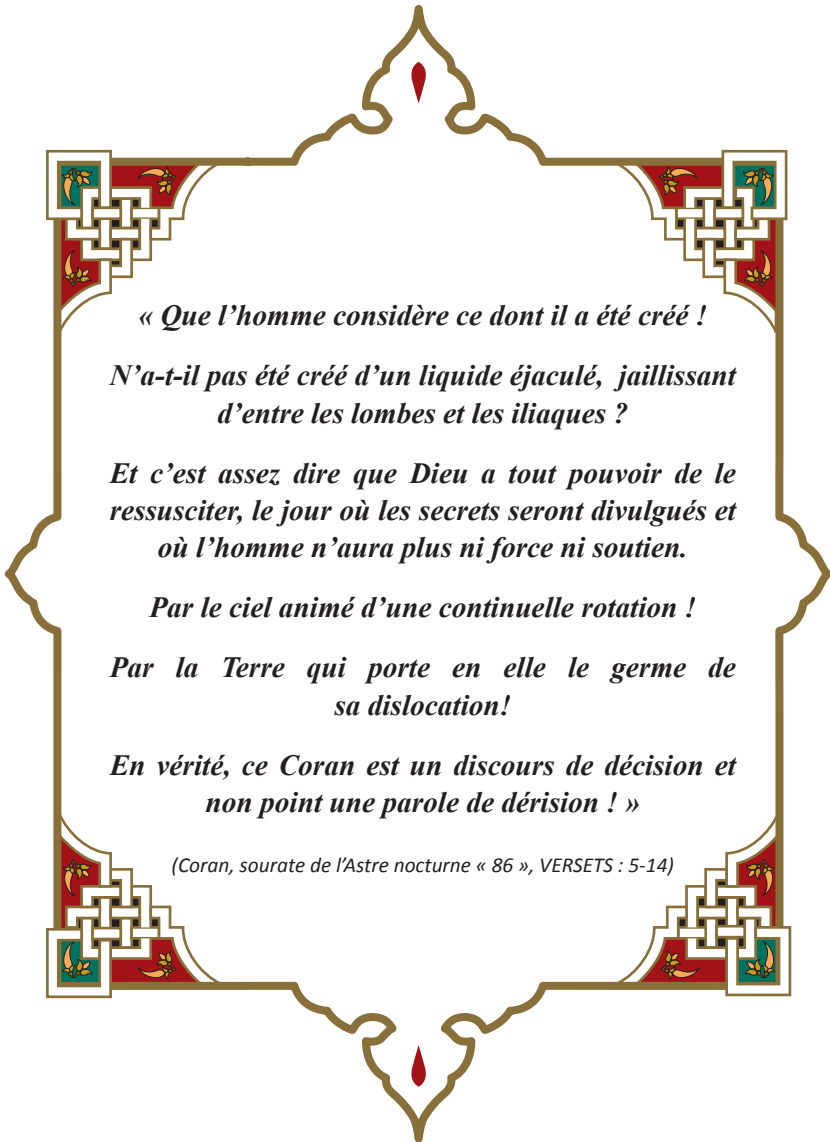 « Que l’homme considère ce dont il a été créé !
N’a-t-il pas été créé d’un liquide éjaculé, jaillissant
d’entre les lombes et les iliaques ?
Et c’est assez dire que Dieu a tout pouvoir de le
ressusciter, le jour où les secrets seront divulgués et
où l’homme n’aura plus ni force ni soutien.
Par le ciel animé d’une continuelle rotation !
Par la Terre qui porte en elle le germe de
sa dislocation!
En vérité, ce Coran est un discours de décision et
non point une parole de dérision ! »
(Coran, sourate de l’Astre nocturne « 86 », VERSETS : 5-14)